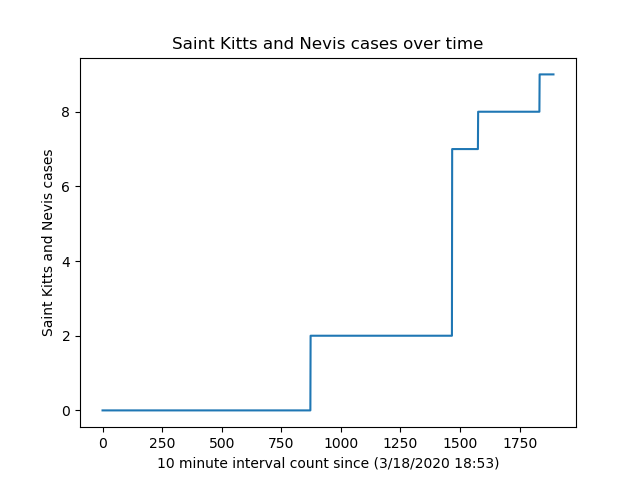 Saint Kitts and Nevis cases over time
Saint Kitts and Nevis cases
8
6
4
2
0
0 250 500 750 1000 1250 1500 1750
10 minute interval count since (3/18/2020 18:53)